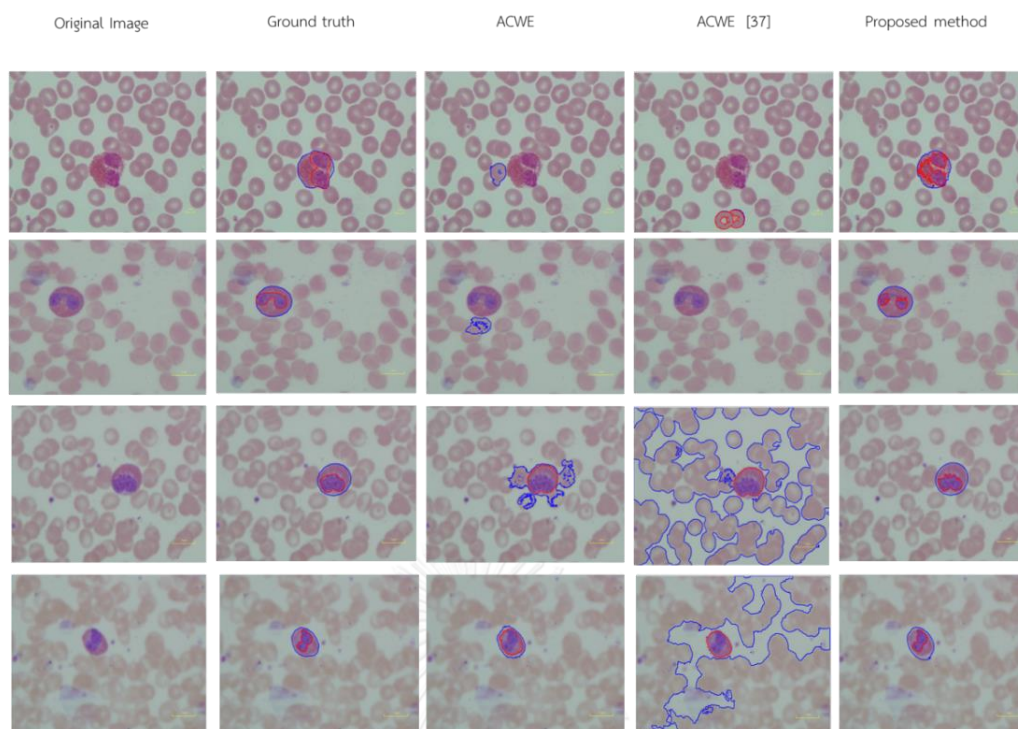 Original Image
Ground truth
ACWE
ACWE [37]
Proposed method